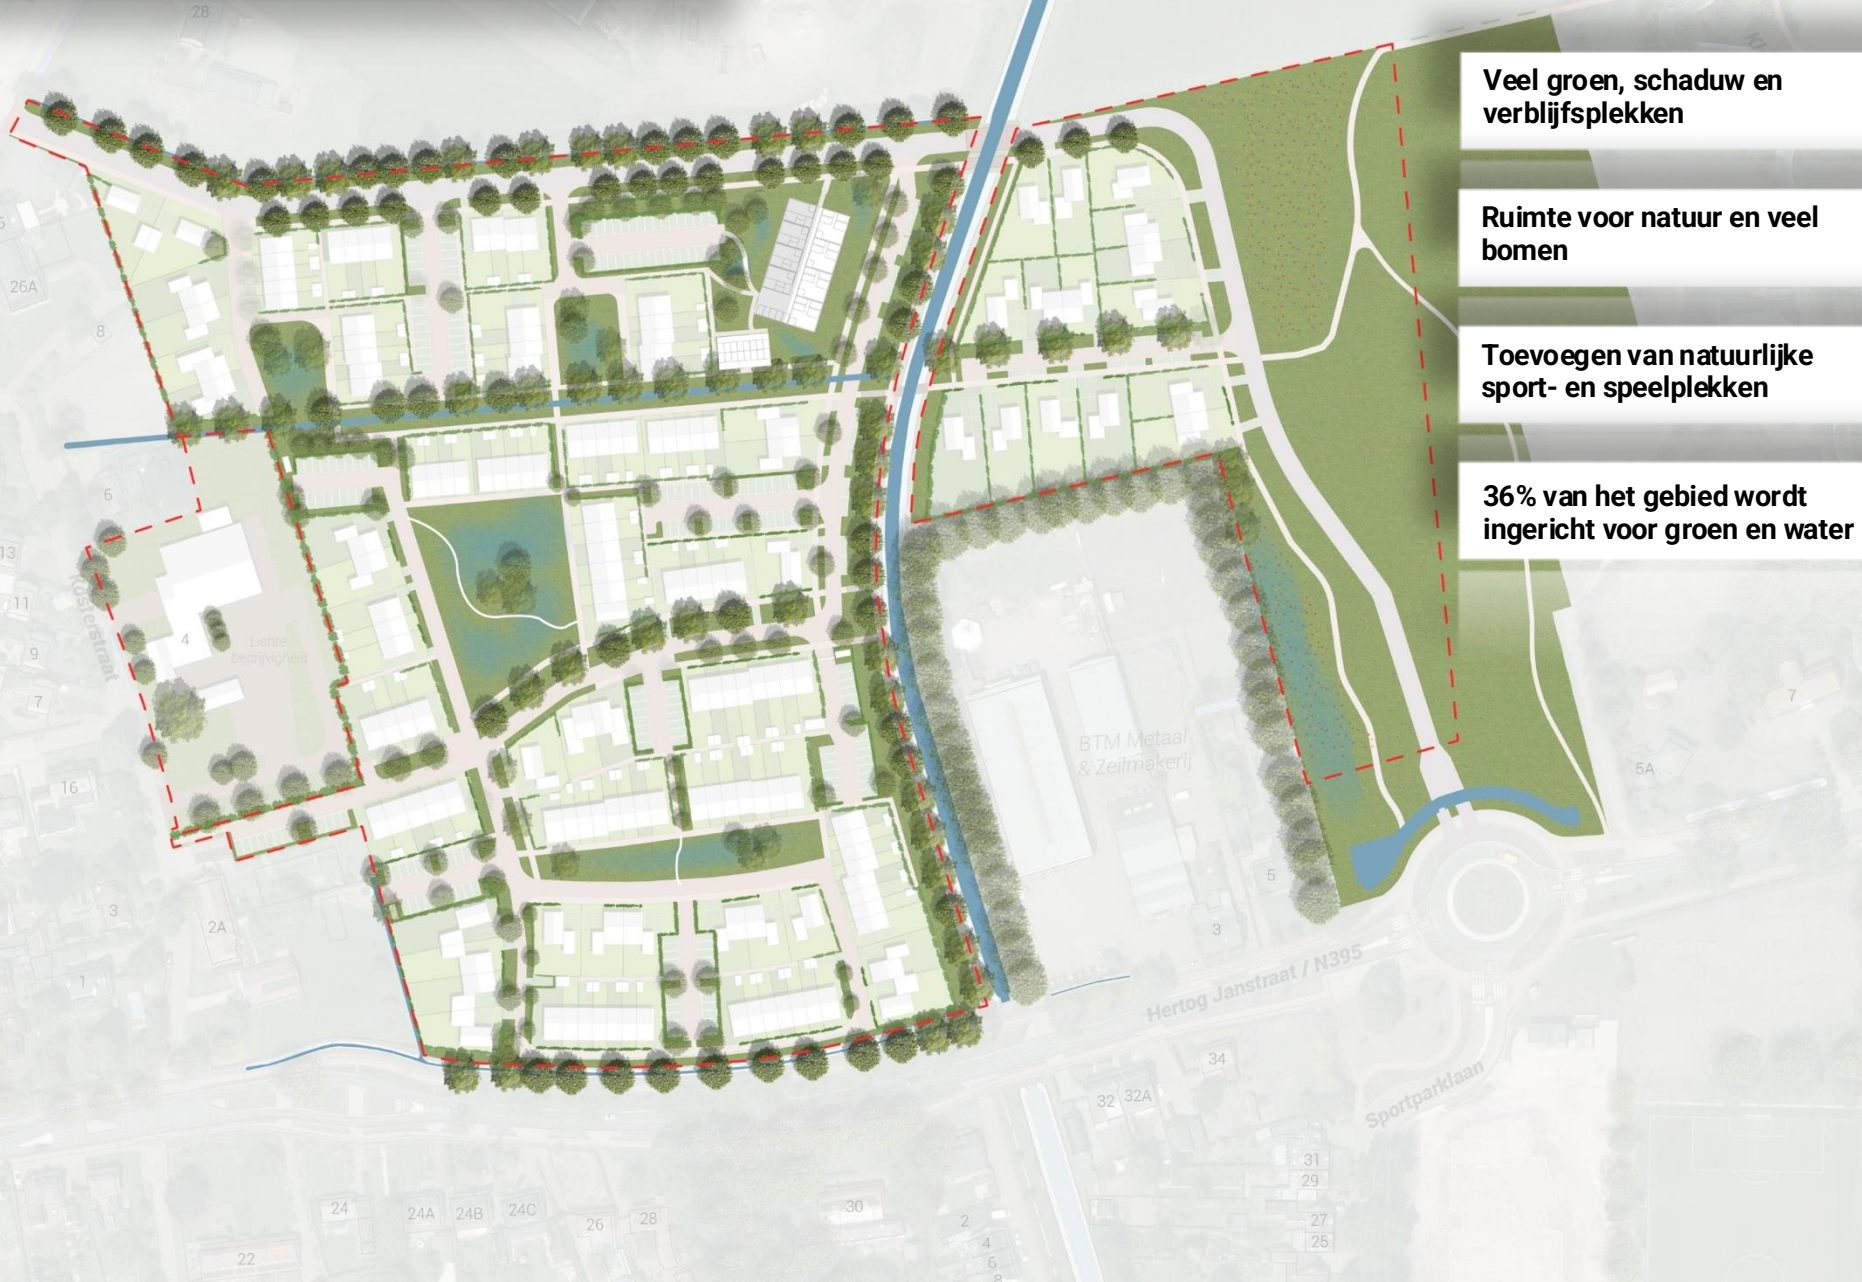 Veel groen, schaduw en
verblijfsplekken
Ruimte voor natuur en veel
bomen
Toevoegen van natuurlijke
sport- en speelplekken
36% van het gebied wordt
ingericht voor groen en water
28
26A
8
6
13
11
9
7
Kosterstraat
4
Lichte
bedrijvigheid
16
3
2A
1
BTM Metaal
& Zeilmakerij
5
3
7
5A
Hertog Janstraat / N395
Sportparklaan
34
32
32A
31
29
27
25
24
24A
24B
24C
26
28
30
22
2
4
6
8